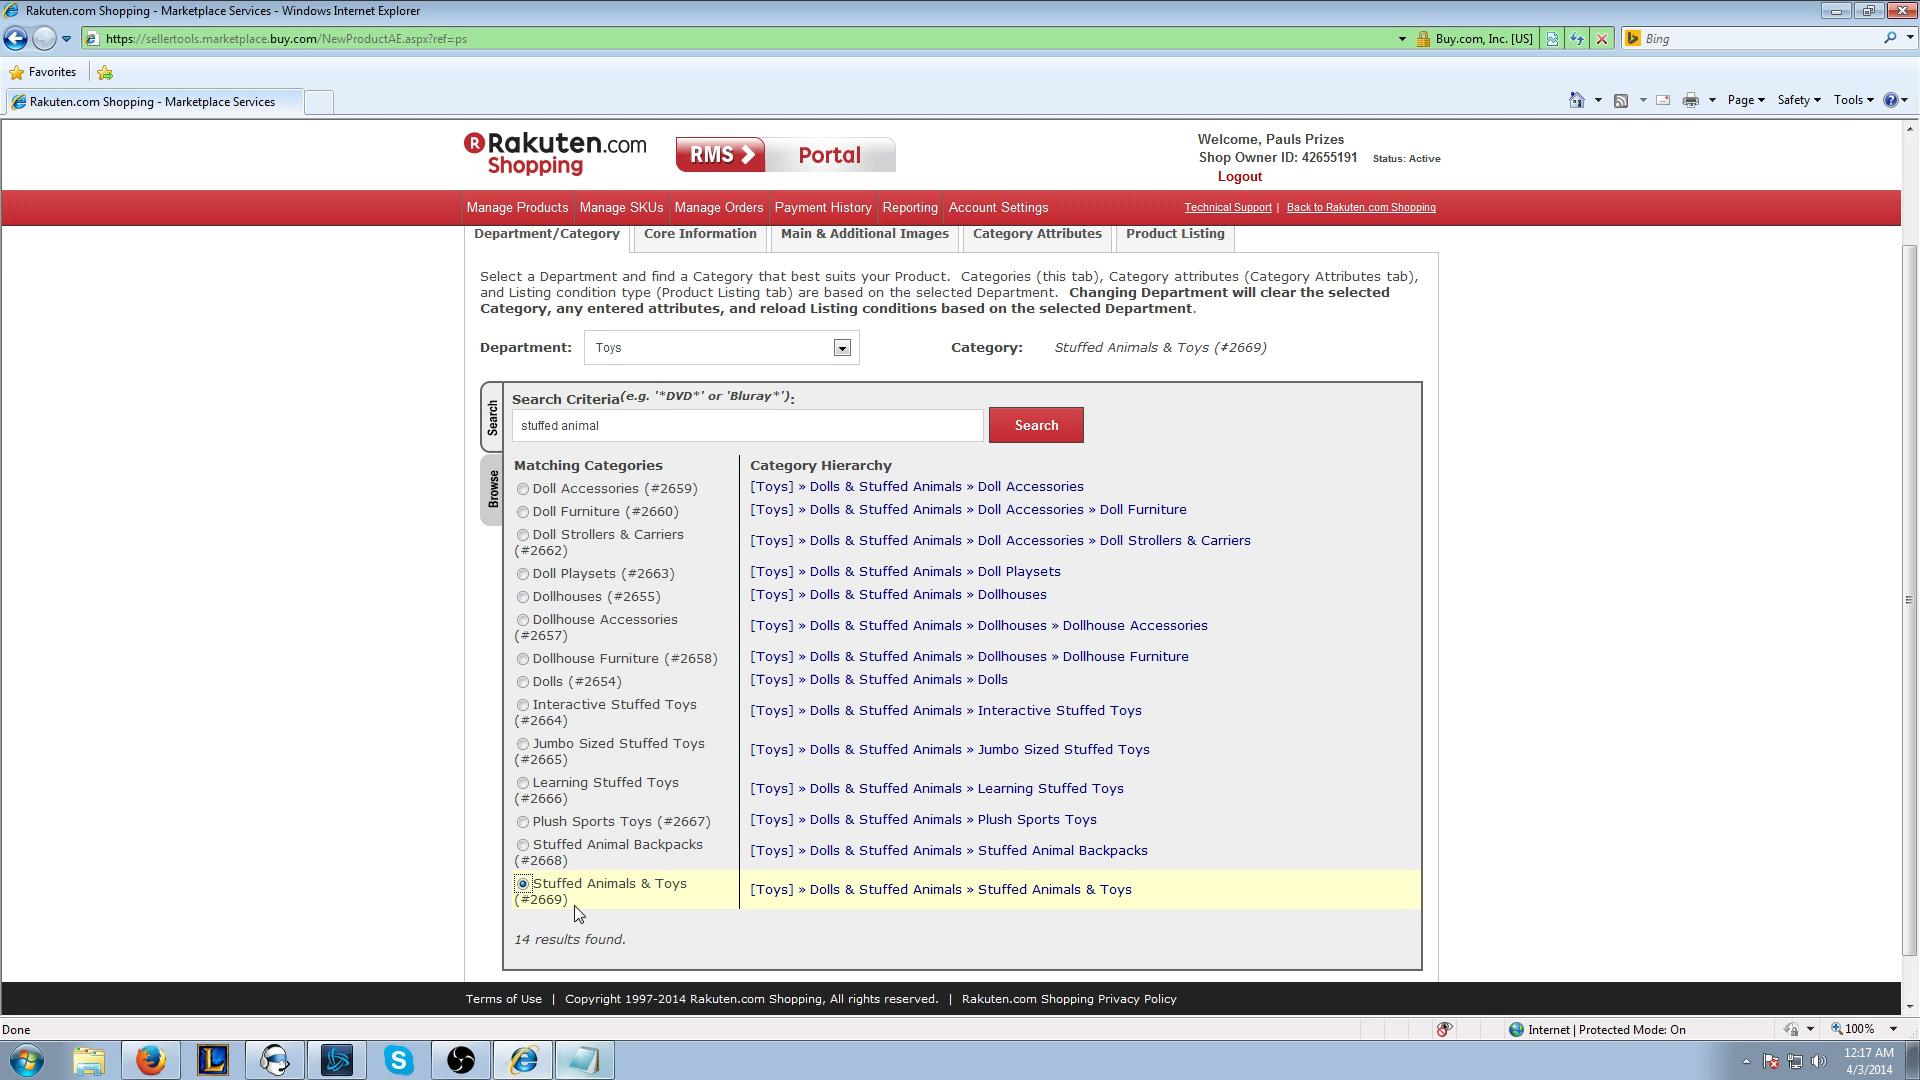 Rakuten.com Shopping - Marketplace Services - Windows Internet Explorer
https://sellertools.marketplace.buy.com/NewProductAE.aspx?ref=ps
Buy.com, Inc. [US]
Bing
Favorites
Rakuten.com Shopping - Marketplace Services
Page
Safety
Tools
R Rakuten.com
Shopping
RMS
Portal
Welcome, Pauls Prizes
Shop Owner ID: 42655191 Status: Active
Logout
Manage Products Manage SKUs Manage Orders Payment History Reporting Account Settings
Technical Support | Back to Rakuten.com Shopping
Department/Category Core Information Main & Additional Images Category Attributes Product Listing
Select a Department and find a Category that best suits your Product. Categories (this tab), Category attributes (Category Attributes tab),
and Listing condition type (Product Listing tab) are based on the selected Department. Changing Department will clear the selected
Category, any entered attributes, and reload Listing conditions based on the selected Department.
Department: Toys Category: Stuffed Animals & Toys (#2669)
Search
Browse
Search Criteria(e.g. '*DVD*' or 'Bluray*'):
stuffed animal
Search
Matching Categories Category Hierarchy
Doll Accessories (#2659) [Toys] » Dolls & Stuffed Animals » Doll Accessories
Doll Furniture (#2660) [Toys] » Dolls & Stuffed Animals » Doll Accessories » Doll Furniture
Doll Strollers & Carriers
(#2662)
[Toys] » Dolls & Stuffed Animals » Doll Accessories » Doll Strollers & Carriers
Doll Playsets (#2663) [Toys] » Dolls & Stuffed Animals » Doll Playsets
Dollhouses (#2655) [Toys] » Dolls & Stuffed Animals » Dollhouses
Dollhouse Accessories
(#2657)
[Toys] » Dolls & Stuffed Animals » Dollhouses » Dollhouse Accessories
Dollhouse Furniture (#2658) [Toys] » Dolls & Stuffed Animals » Dollhouses » Dollhouse Furniture
Dolls (#2654) [Toys] » Dolls & Stuffed Animals » Dolls
Interactive Stuffed Toys
(#2664)
[Toys] » Dolls & Stuffed Animals » Interactive Stuffed Toys
Jumbo Sized Stuffed Toys
(#2665)
[Toys] » Dolls & Stuffed Animals » Jumbo Sized Stuffed Toys
Learning Stuffed Toys
(#2666)
[Toys] » Dolls & Stuffed Animals » Learning Stuffed Toys
Plush Sports Toys (#2667) [Toys] » Dolls & Stuffed Animals » Plush Sports Toys
Stuffed Animal Backpacks
(#2668)
[Toys] » Dolls & Stuffed Animals » Stuffed Animal Backpacks
Stuffed Animals & Toys
(#2669)
[Toys] » Dolls & Stuffed Animals » Stuffed Animals & Toys
14 results found.
Terms of Use | Copyright 1997-2014 Rakuten.com Shopping, All rights reserved. | Rakuten.com Shopping Privacy Policy
Done
Internet | Protected Mode: On
100%
12:17 AM
4/3/2014